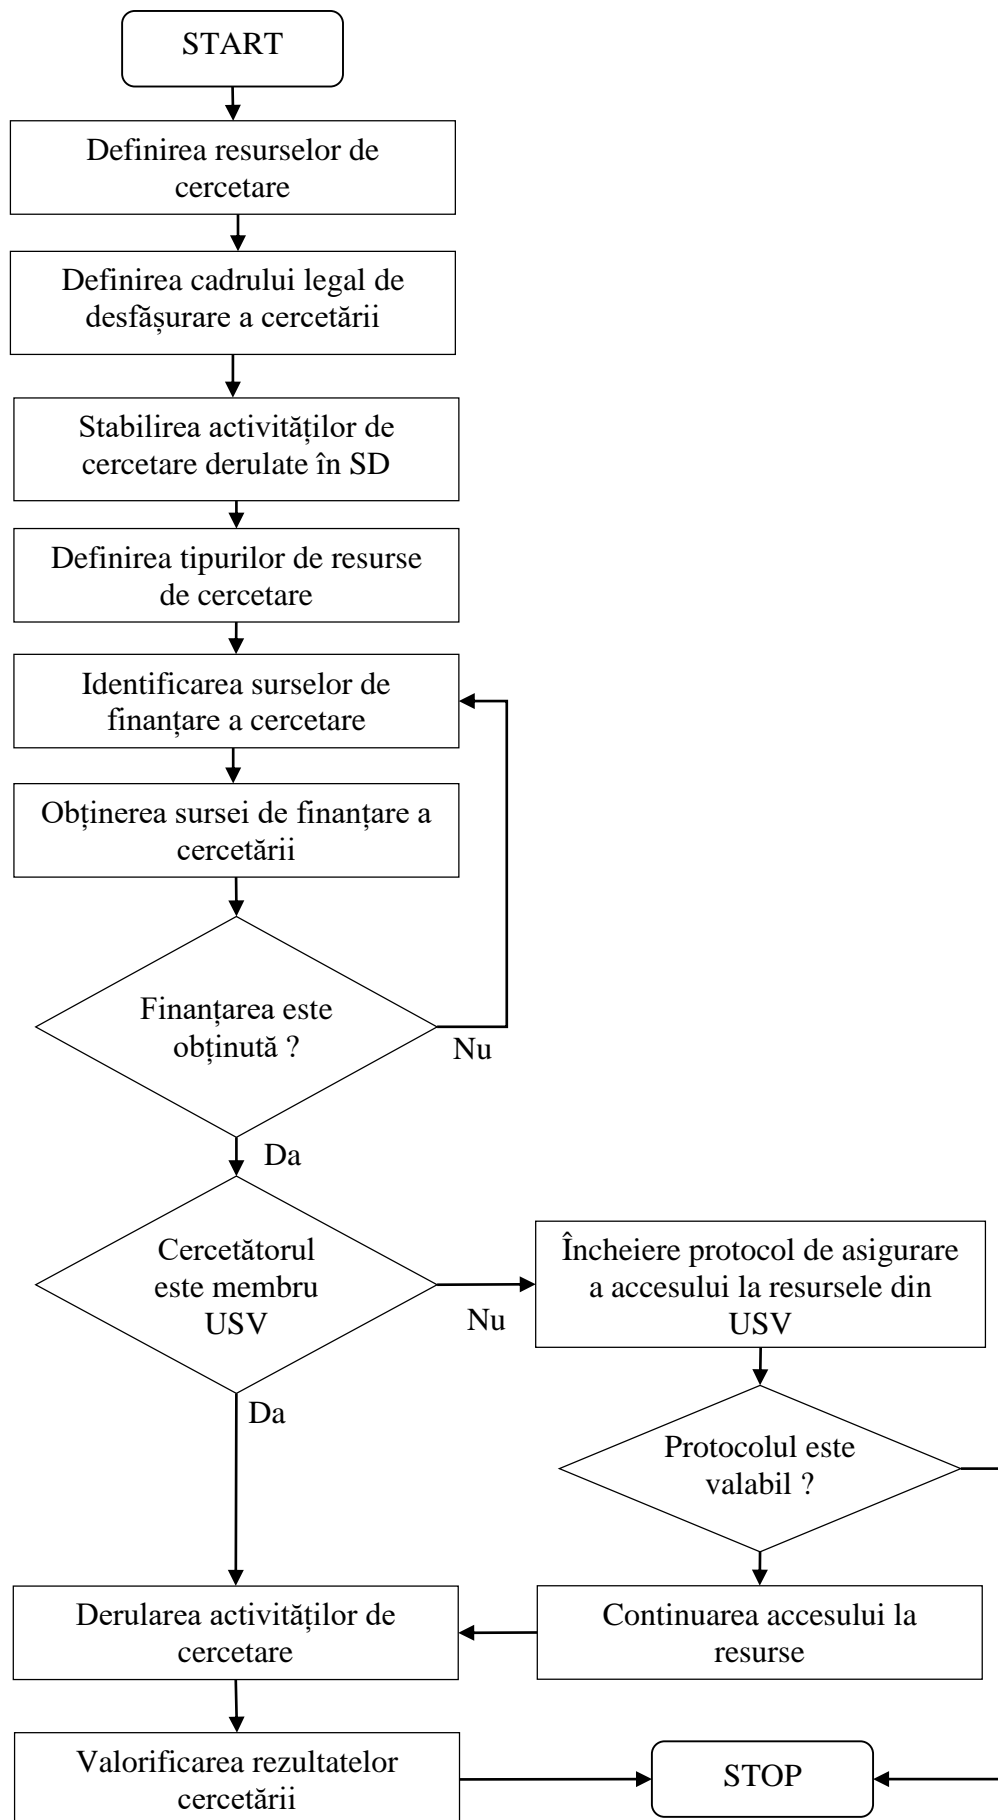 START
Definirea resurselor de
cercetare
Definirea cadrului legal de
desfășurare a cercetării
Stabilirea activităților de
cercetare derulate în SD
Definirea tipurilor de resurse
de cercetare
Identificarea surselor de
finanțare a cercetare
Obținerea sursei de finanțare a
cercetării
Finanțarea este
obținută ?
Nu
Da
Cercetătorul
este membru
USV
Nu
Încheiere protocol de asigurare
a accesului la resursele din
USV
Da
Protocolul este
valabil ?
Derularea activităților de
cercetare
Continuarea accesului la
resurse
Valorificarea rezultatelor
cercetării
STOP